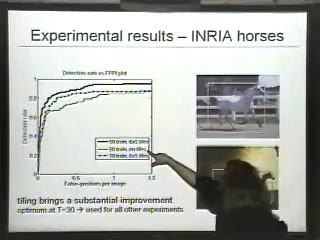 Experimental results – INRIA horses
Detection-rate vs FPPI plot
Detection rate
False-positives per image
tiling brings a substantial improvement
optimum at T=30 → used for all other experiments